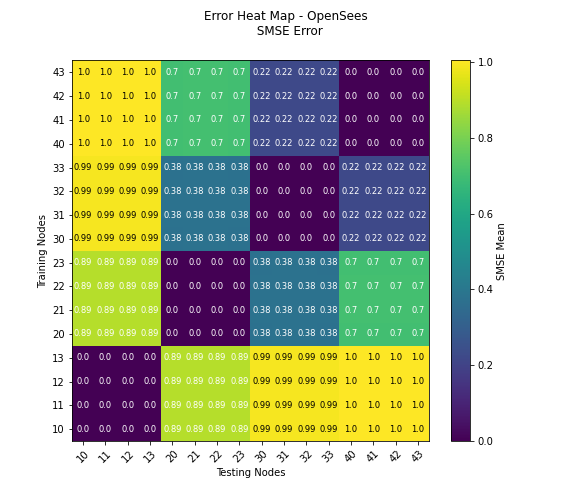 Error Heat Map - OpenSees
SMSE Error
43 1.0 1.0 1.0 1.0 0.7 0.7 0.7 0.7 0.22 0.22 0.22 0.22 0.0 0.0 0.0 0.0
42 1.0 1.0 1.0 1.0 0.7 0.7 0.7 0.7 0.22 0.22 0.22 0.22 0.0 0.0 0.0 0.0
41 1.0 1.0 1.0 1.0 0.7 0.7 0.7 0.7 0.22 0.22 0.22 0.22 0.0 0.0 0.0 0.0
40 1.0 1.0 1.0 1.0 0.7 0.7 0.7 0.7 0.22 0.22 0.22 0.22 0.0 0.0 0.0 0.0
33 0.99 0.99 0.99 0.99 0.38 0.38 0.38 0.38 0.0 0.0 0.0 0.0 0.22 0.22 0.22 0.22
32 0.99 0.99 0.99 0.99 0.38 0.38 0.38 0.38 0.0 0.0 0.0 0.0 0.22 0.22 0.22 0.22
31 0.99 0.99 0.99 0.99 0.38 0.38 0.38 0.38 0.0 0.0 0.0 0.0 0.22 0.22 0.22 0.22
30 0.99 0.99 0.99 0.99 0.38 0.38 0.38 0.38 0.0 0.0 0.0 0.0 0.22 0.22 0.22 0.22
23 0.89 0.89 0.89 0.89 0.0 0.0 0.0 0.0 0.38 0.38 0.38 0.38 0.7 0.7 0.7 0.7
22 0.89 0.89 0.89 0.89 0.0 0.0 0.0 0.0 0.38 0.38 0.38 0.38 0.7 0.7 0.7 0.7
21 0.89 0.89 0.89 0.89 0.0 0.0 0.0 0.0 0.38 0.38 0.38 0.38 0.7 0.7 0.7 0.7
20 0.89 0.89 0.89 0.89 0.0 0.0 0.0 0.0 0.38 0.38 0.38 0.38 0.7 0.7 0.7 0.7
13 0.0 0.0 0.0 0.0 0.89 0.89 0.89 0.89 0.99 0.99 0.99 0.99 1.0 1.0 1.0 1.0
12 0.0 0.0 0.0 0.0 0.89 0.89 0.89 0.89 0.99 0.99 0.99 0.99 1.0 1.0 1.0 1.0
11 0.0 0.0 0.0 0.0 0.89 0.89 0.89 0.89 0.99 0.99 0.99 0.99 1.0 1.0 1.0 1.0
10 0.0 0.0 0.0 0.0 0.89 0.89 0.89 0.89 0.99 0.99 0.99 0.99 1.0 1.0 1.0 1.0
10 11 12 13 20 21 22 23 30 31 32 33 40 41 42 43
Testing Nodes
Training Nodes
1.0
0.8
0.6
0.4
0.2
0.0
SMSE Mean